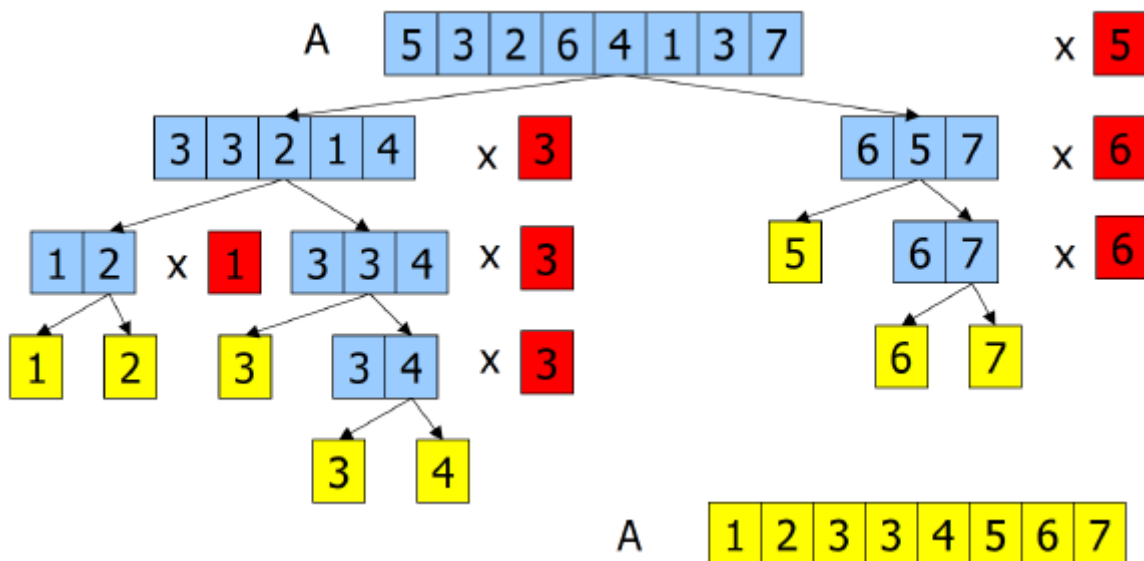 A 5 3 2 6 4 1 3 7 x 5
3 3 2 1 4 x 3 6 5 7 x 6
1 2 x 1 3 3 4 x 3 5 6 7 x 6
1 2 3 3 4 x 3 6 7
3 4
A 1 2 3 3 4 5 6 7